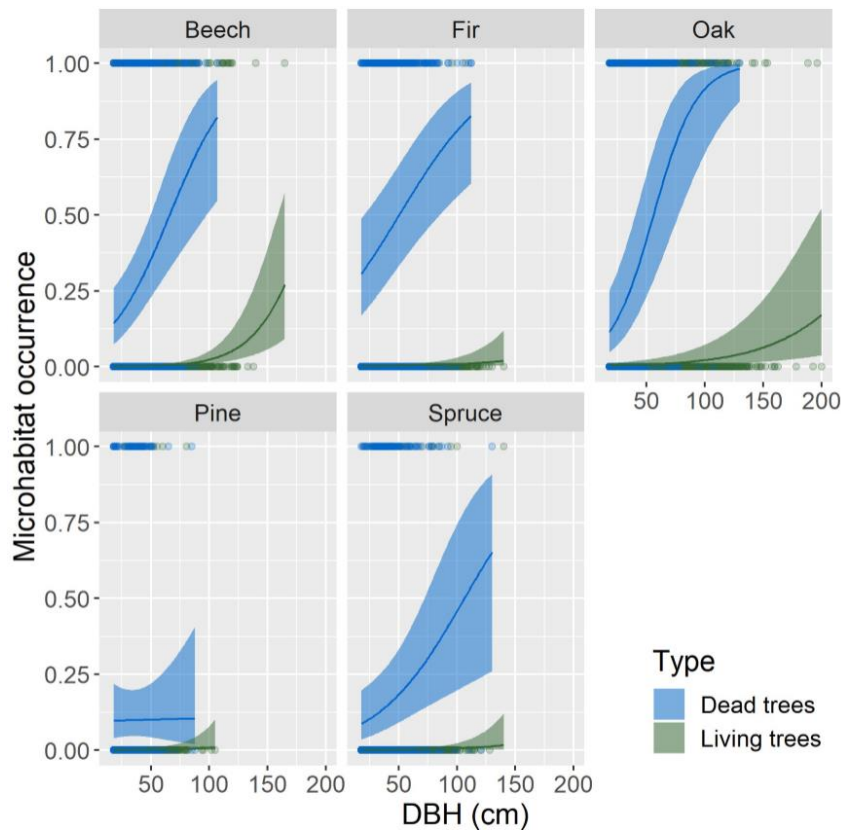 Beech Fir Oak
1.00
0.75
0.50
0.25
0.00
50 100 150 200
Pine Spruce
1.00
0.75
0.50
0.25
0.00
50 100 150 200 50 100 150 200
Microhabitat occurrence
DBH (cm)
Type
Dead trees
Living trees